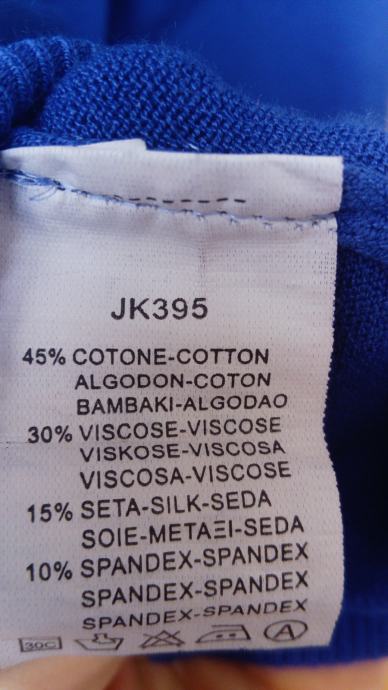 JK395
45% COTONE-COTTON
ALGODON-COTON
BAMBAKI-ALGODAO
30% VISCOSE-VISCOSE
VISKOSE-VISCOSA
VISCOSA-VISCOSE
15% SETA-SILK-SEDA
SOIE-METAΞI-SEDA
10% SPANDEX-SPANDEX
SPANDEX-SPANDEX
SPANDEX-SPANDEX
30C A